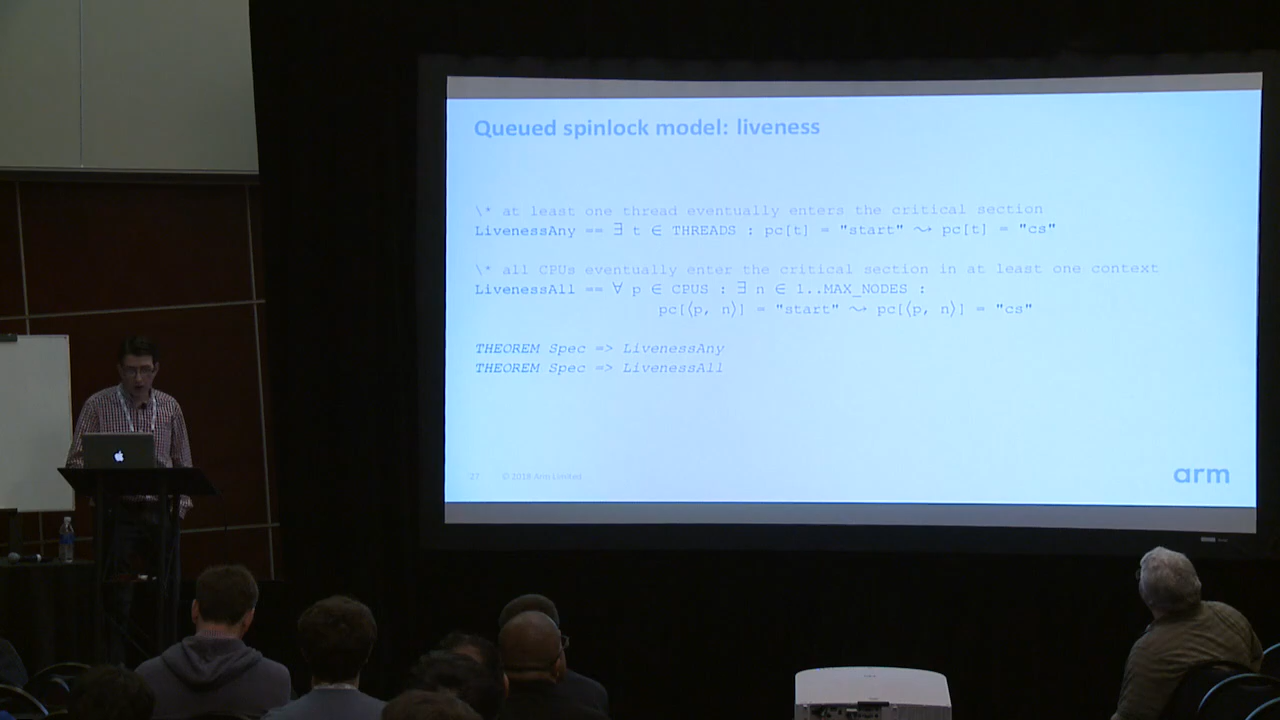 Queued spinlock model: liveness
\* at least one thread eventually enters the critical section
LivenessAny == ∃ t ∈ THREADS : pc[t] = "start" ⤳ pc[t] = "cs"
\* all CPUs eventually enter the critical section in at least one context
LivenessAll == ∀ p ∈ CPUS : ∃ n ∈ 1..MAX_NODES :
pc[⟨p, n⟩] = "start" ⤳ pc[⟨p, n⟩] = "cs"
THEOREM Spec => LivenessAny
THEOREM Spec => LivenessAll
27 © 2018 Arm Limited
arm